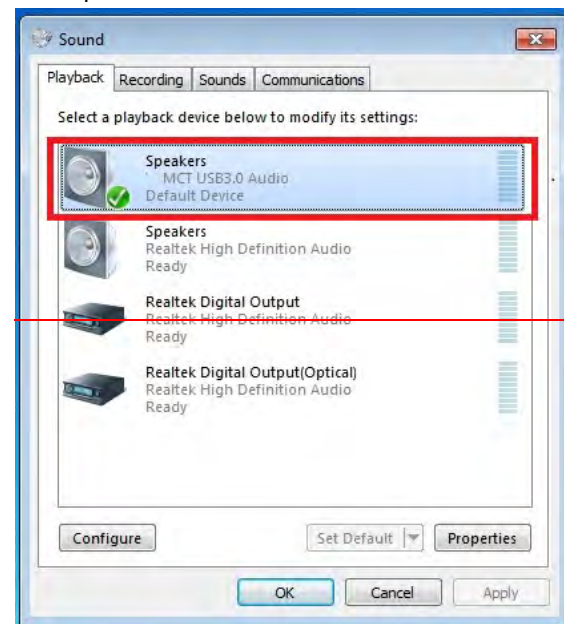 Sound
Playback Recording Sounds Communications
Select a playback device below to modify its settings:
Speakers
MCT USB3.0 Audio
Default Device
Speakers
Realtek High Definition Audio
Ready
Realtek Digital Output
Realtek High Definition Audio
Ready
Realtek Digital Output(Optical)
Realtek High Definition Audio
Ready
Configure Set Default Properties
OK Cancel Apply